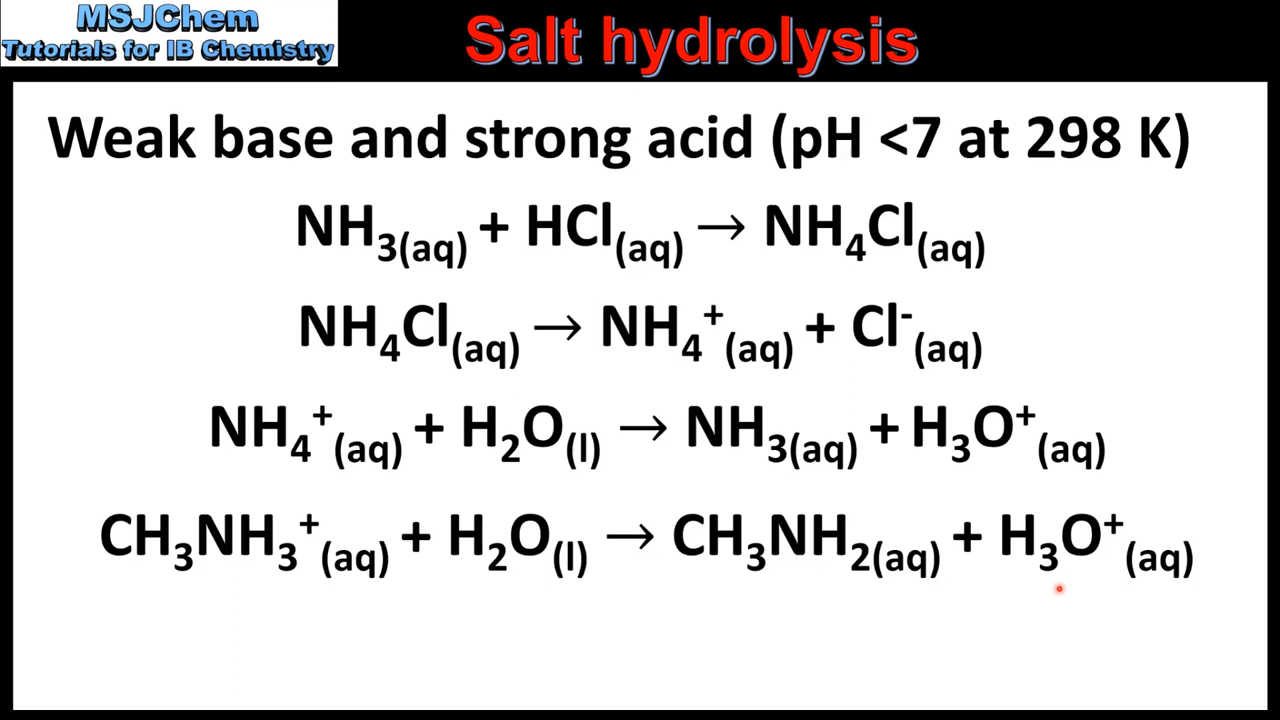 MSJChem
Tutorials for IB Chemistry
Salt hydrolysis
Weak base and strong acid (pH <7 at 298 K)
NH₃(aq) + HCl(aq) → NH₄Cl(aq)
NH₄Cl(aq) → NH₄⁺(aq) + Cl⁻(aq)
NH₄⁺(aq) + H₂O(l) → NH₃(aq) + H₃O⁺(aq)
CH₃NH₃⁺(aq) + H₂O(l) → CH₃NH₂(aq) + H₃O⁺(aq)